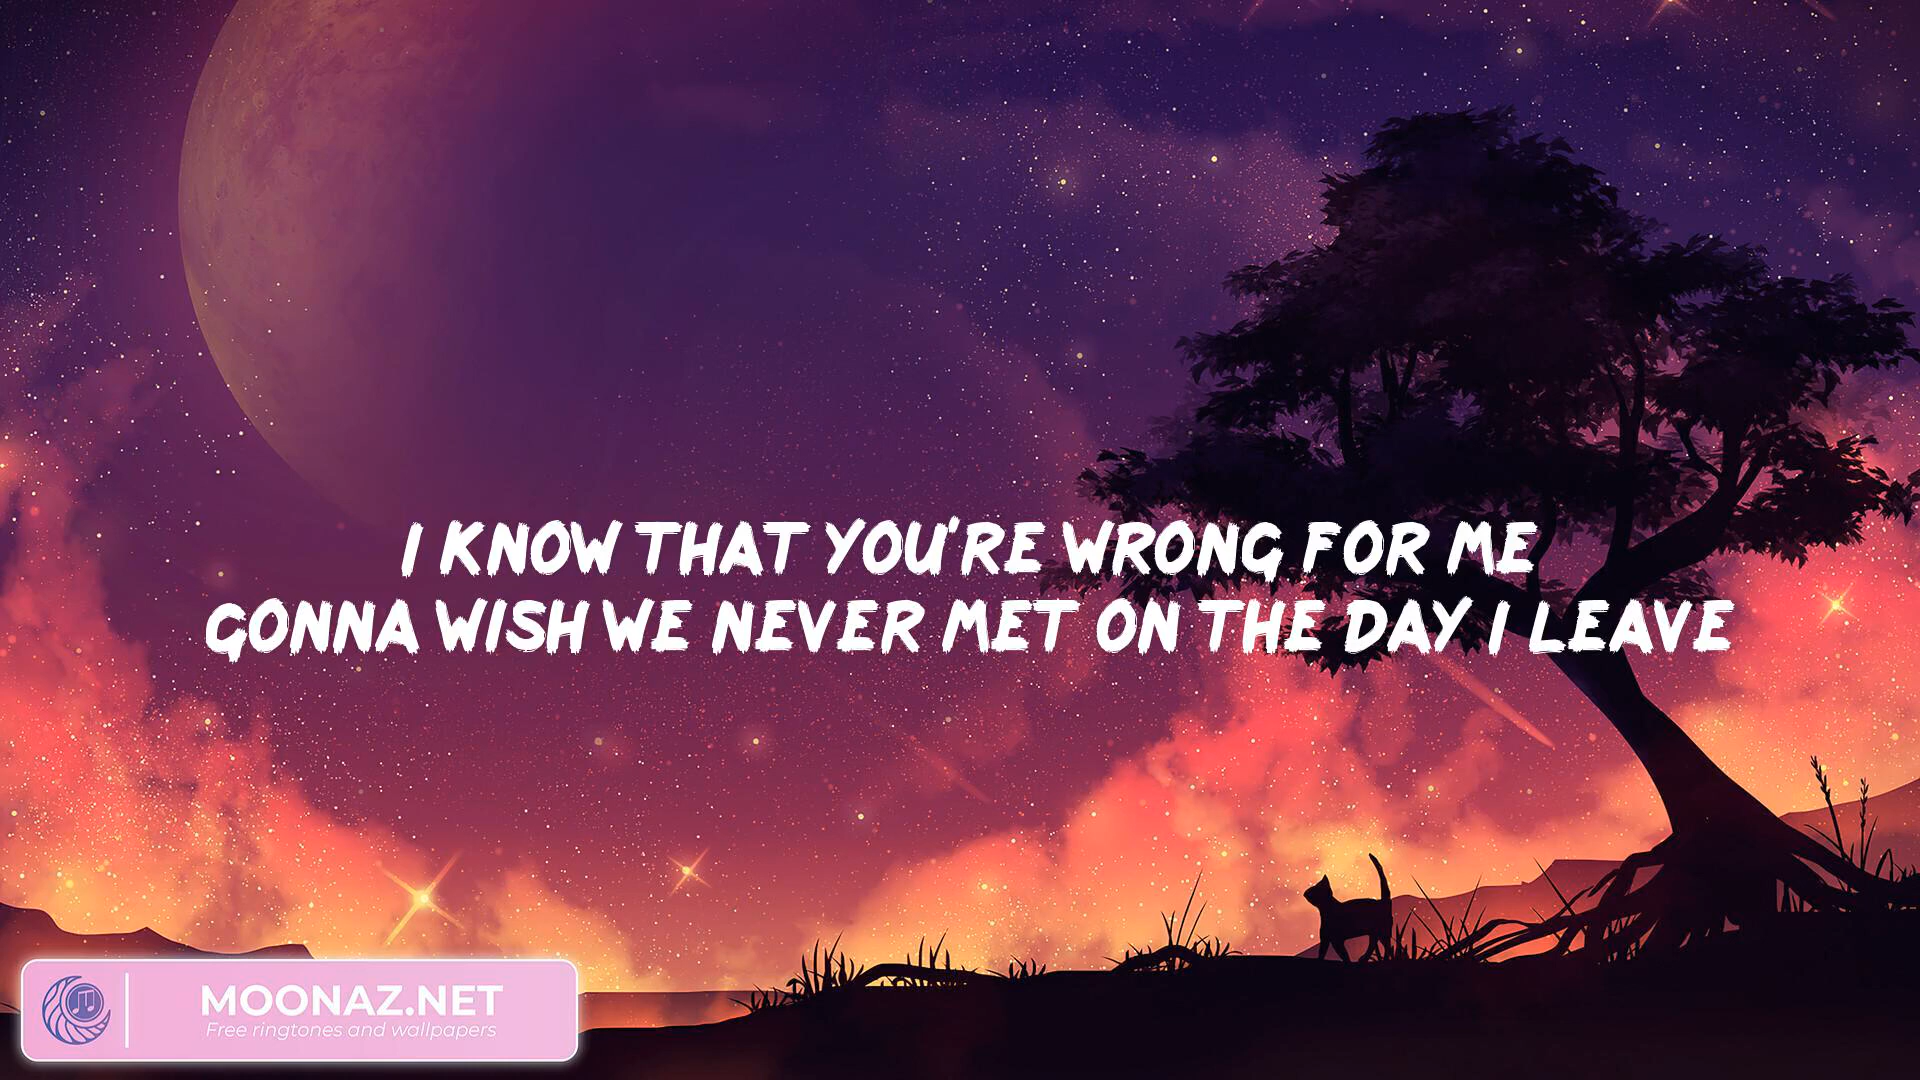 I KNOW THAT YOU'RE WRONG FOR ME
GONNA WISH WE NEVER MET ON THE DAY I LEAVE
MOONAZ.NET
Free ringtones and wallpapers